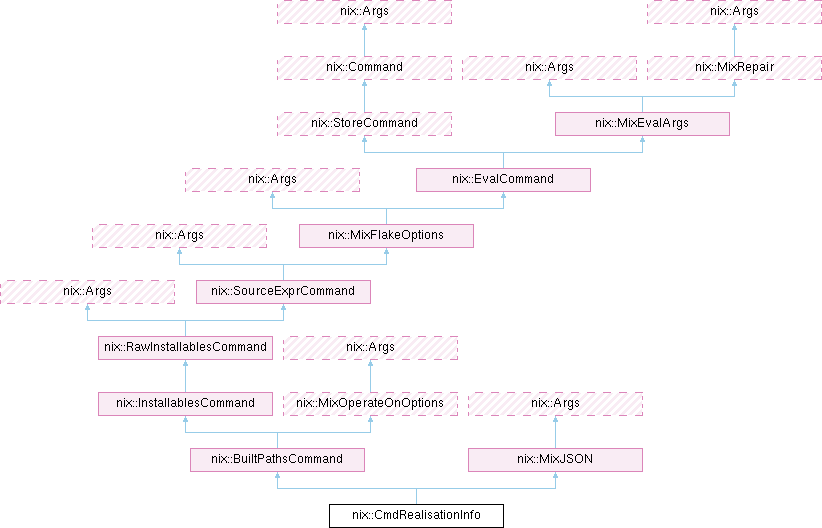 nix::Args
nix::Args
nix::Command
nix::Args
nix::MixRepair
nix::StoreCommand
nix::MixEvalArgs
nix::Args
nix::EvalCommand
nix::Args
nix::MixFlakeOptions
nix::Args
nix::SourceExprCommand
nix::RawInstallablesCommand
nix::Args
nix::InstallablesCommand
nix::MixOperateOnOptions
nix::Args
nix::BuiltPathsCommand
nix::MixJSON
nix::CmdRealisationInfo